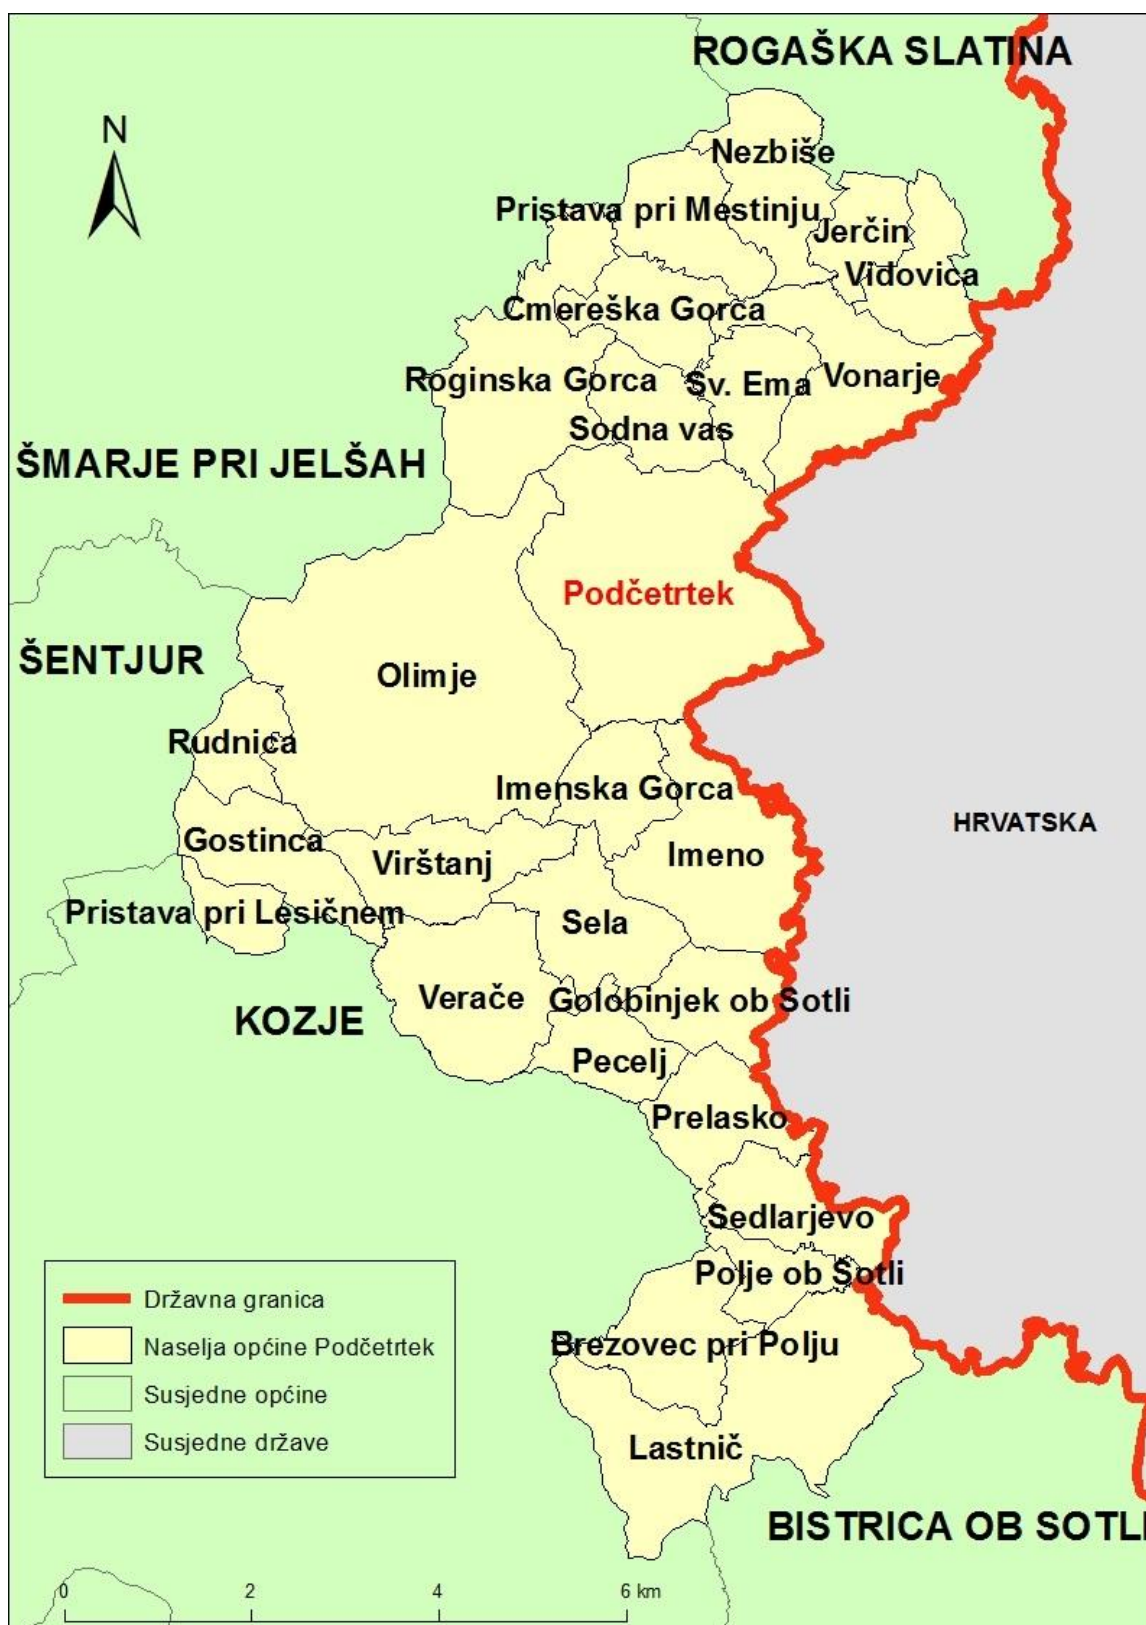 ROGAŠKA SLATINA
N
Nezbiše
Pristava pri Mestinju
Jerčin
Vidovica
Cmereška Gorca
Roginska Gorca
Sv. Ema
Vonarje
Sodna vas
ŠMARJE PRI JELŠAH
Podčetrtek
ŠENTJUR
Olimje
Rudnica
Imenska Gorca
HRVATSKA
Gostinca
Virštanj
Imeno
Pristava pri Lesičnem
Sela
Verače
Golobinjek ob Sotli
KOZJE
Pecelj
Prelasko
Sedlarjevo
Polje ob Sotli
Brezovec pri Polju
Lastnič
BISTRICA OB SOTLI
Državna granica
Naselja općine Podčetrtek
Susjedne općine
Susjedne države
0 2 4 6 km